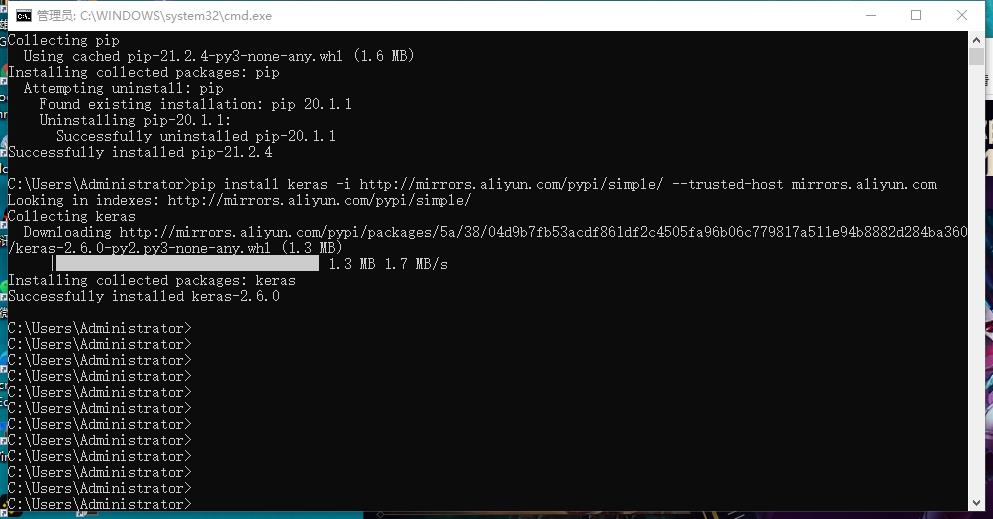 管理员: C:\WINDOWS\system32\cmd.exe
Collecting pip
  Using cached pip-21.2.4-py3-none-any.whl (1.6 MB)
Installing collected packages: pip
  Attempting uninstall: pip
    Found existing installation: pip 20.1.1
    Uninstalling pip-20.1.1:
      Successfully uninstalled pip-20.1.1
Successfully installed pip-21.2.4
C:\Users\Administrator>pip install keras -i http://mirrors.aliyun.com/pypi/simple/ --trusted-host mirrors.aliyun.com
Looking in indexes: http://mirrors.aliyun.com/pypi/simple/
Collecting keras
  Downloading http://mirrors.aliyun.com/pypi/packages/5a/38/04d9b7fb53acdf861df2c4505fa96b06c779817a511e94b8882d284ba360
/keras-2.6.0-py2.py3-none-any.whl (1.3 MB)
1.3 MB 1.7 MB/s
Installing collected packages: keras
Successfully installed keras-2.6.0
C:\Users\Administrator>
C:\Users\Administrator>
C:\Users\Administrator>
C:\Users\Administrator>
C:\Users\Administrator>
C:\Users\Administrator>
C:\Users\Administrator>
C:\Users\Administrator>
C:\Users\Administrator>
C:\Users\Administrator>
C:\Users\Administrator>
C:\Users\Administrator>